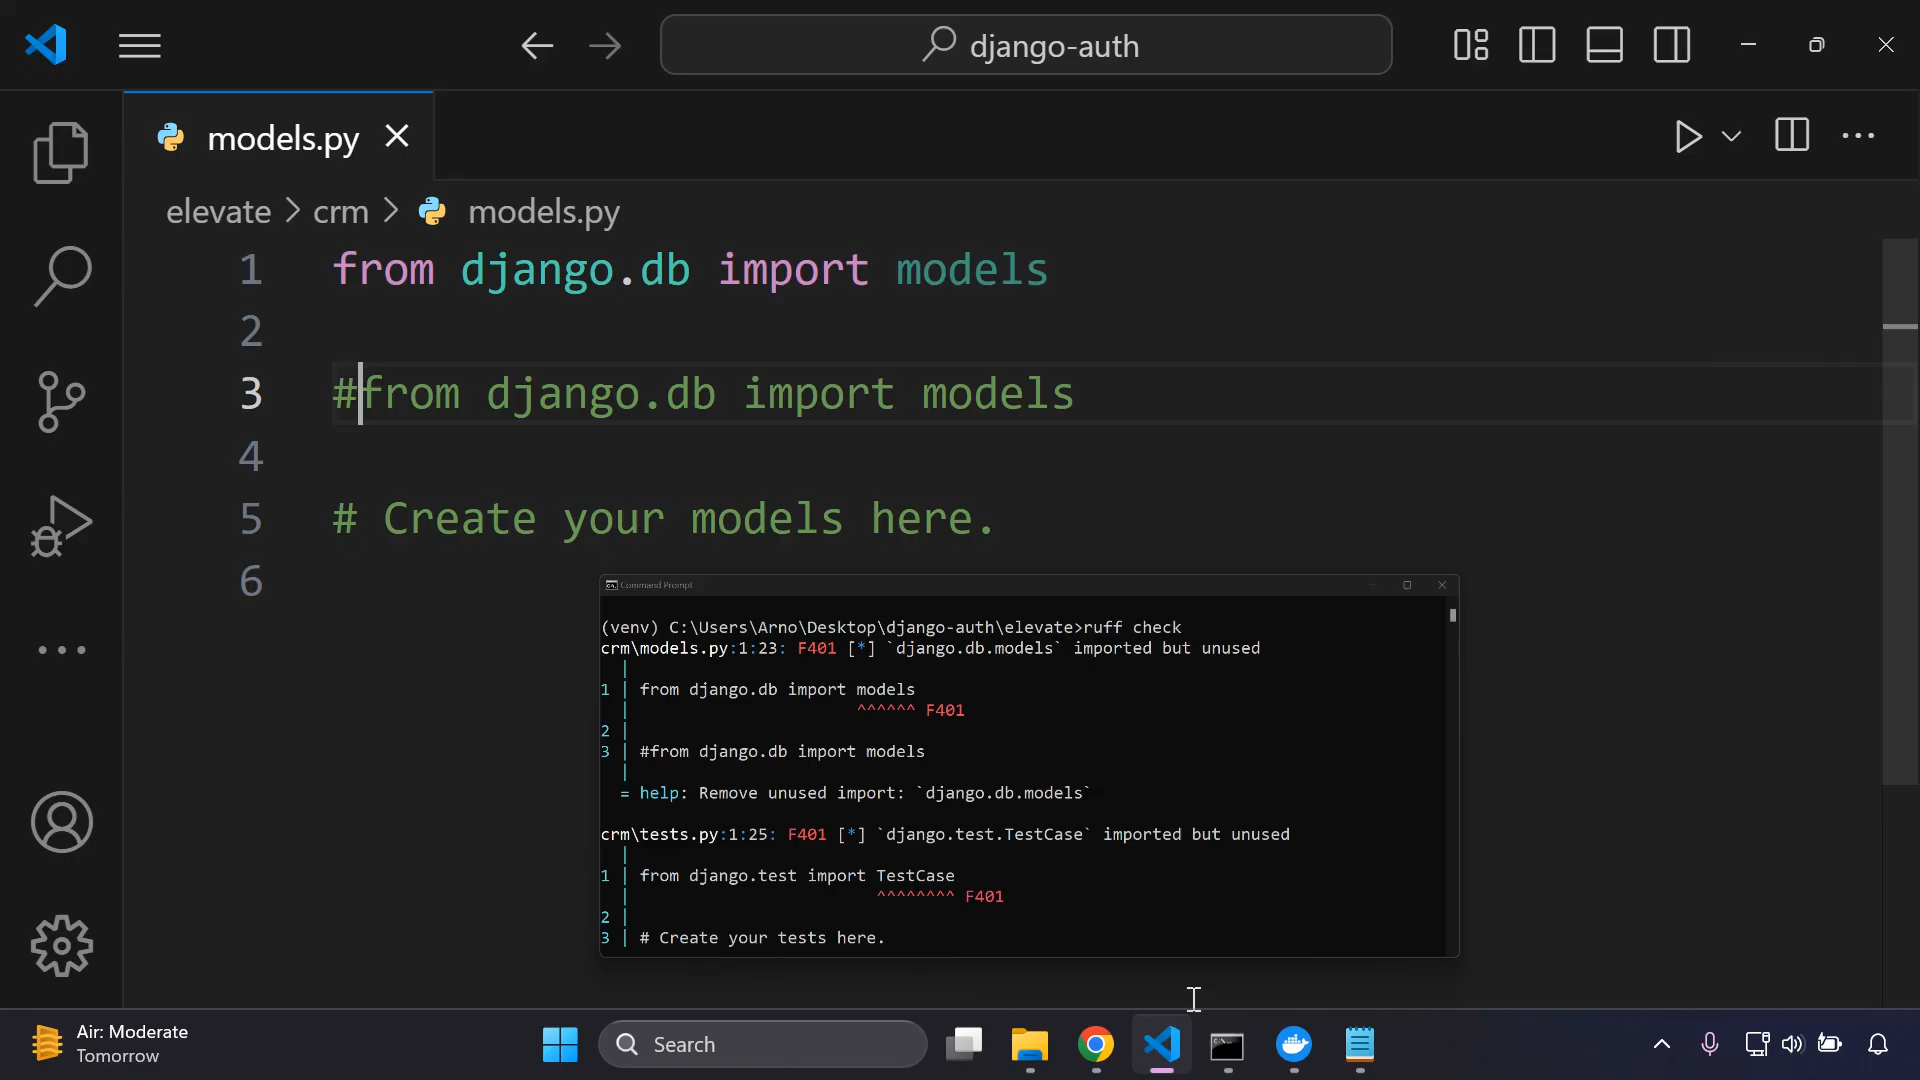 django-auth
models.py
elevate > crm > models.py
1 from django.db import models
2
3 #from django.db import models
4
5 # Create your models here.
6
Command Prompt
(venv) C:\Users\Arno\Desktop\django-auth\elevate>ruff check
crm\models.py:1:23: F401 [*] `django.db.models` imported but unused
|
1 | from django.db import models
| ^^^^^^ F401
2 |
3 | #from django.db import models
|
= help: Remove unused import: `django.db.models`
crm\tests.py:1:25: F401 [*] `django.test.TestCase` imported but unused
|
1 | from django.test import TestCase
| ^^^^^^^^ F401
2 |
3 | # Create your tests here.
Air: Moderate
Tomorrow
Search